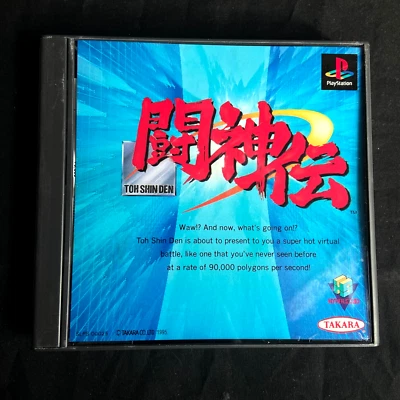 PlayStation
闘神伝
TOH SHIN DEN
Waw!? And now, what's going on!?
Toh Shin Den is about to present to you a super hot virtual
battle, like one that you've never seen before
at a rate of 90,000 polygons per second!
TAKARA